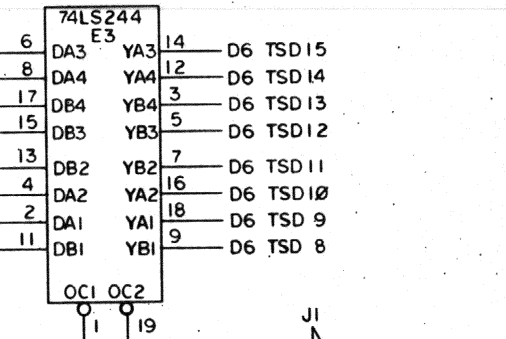 74LS244
E3
6 DA3 YA3 14 D6 TSD15
8 DA4 YA4 12 D6 TSD14
17 DB4 YB4 3 D6 TSD13
15 DB3 YB3 5 D6 TSD12
13 DB2 YB2 7 D6 TSD11
4 DA2 YA2 16 D6 TSD10
2 DA1 YA1 18 D6 TSD 9
11 DB1 YB1 9 D6 TSD 8
OC1 OC2
1 19
J1